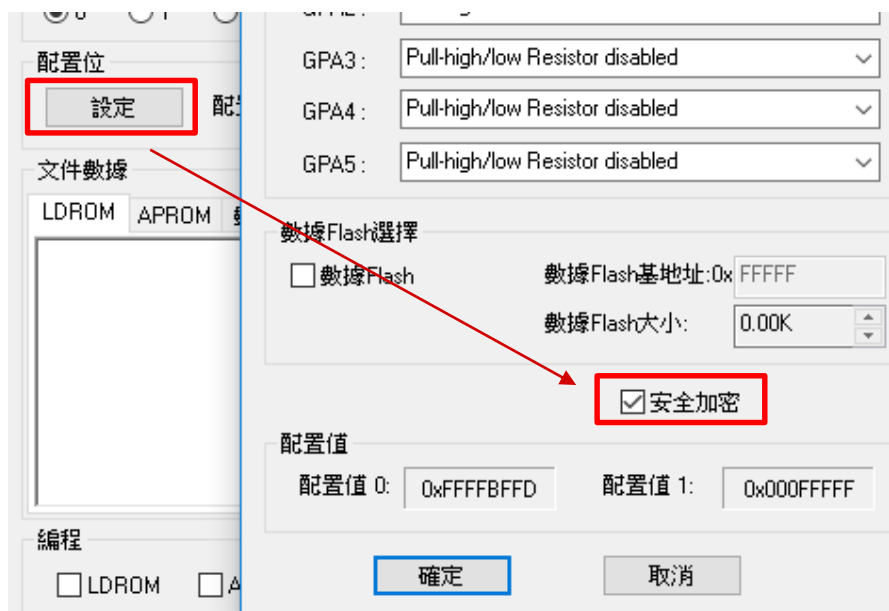 0
配置位
設定
文件數據
LDROM APROM
編程
LDROM
GPA3 : Pull-high/low Resistor disabled
GPA4 : Pull-high/low Resistor disabled
GPA5 : Pull-high/low Resistor disabled
數據Flash選擇
數據Flash 數據Flash基地址:0x FFFFF
數據Flash大小: 0.00K
安全加密
配置值
配置值 0: 0xFFFFBFFD 配置值 1: 0x000FFFFF
確定 取消